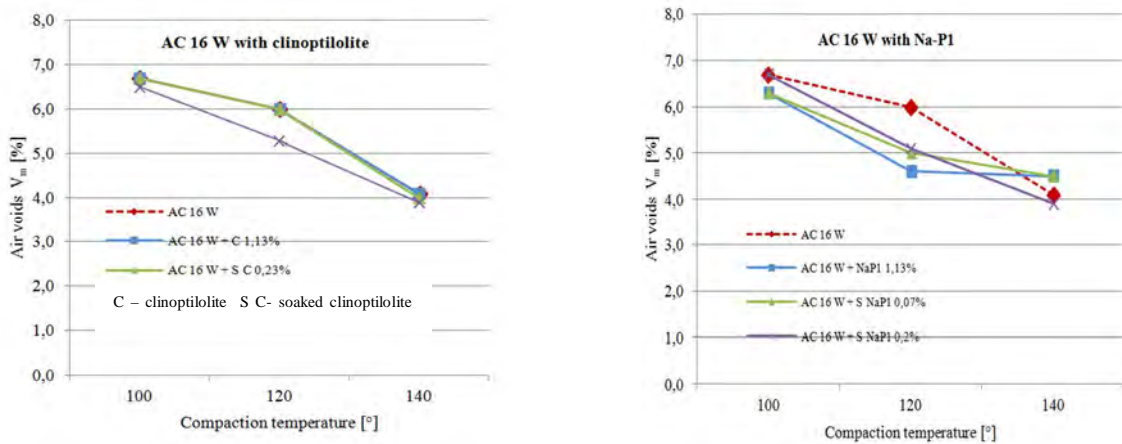 AC 16 W with clinoptilolite
8,0
7,0
6,0
5,0
4,0
3,0
2,0
1,0
0,0
Air voids Vm [%]
AC 16 W
AC 16 W + C 1,13%
AC 16 W + S C 0,23%
C – clinoptilolite S C- soaked clinoptilolite
100 120 140
Compaction temperature [°]
AC 16 W with Na-P1
8,0
7,0
6,0
5,0
4,0
3,0
2,0
1,0
0,0
Air voids Vm [%]
AC 16 W
AC 16 W + NaP1 1,13%
AC 16 W + S NaP1 0,07%
AC 16 W + S NaP1 0,2%
100 120 140
Compaction temperature [°]